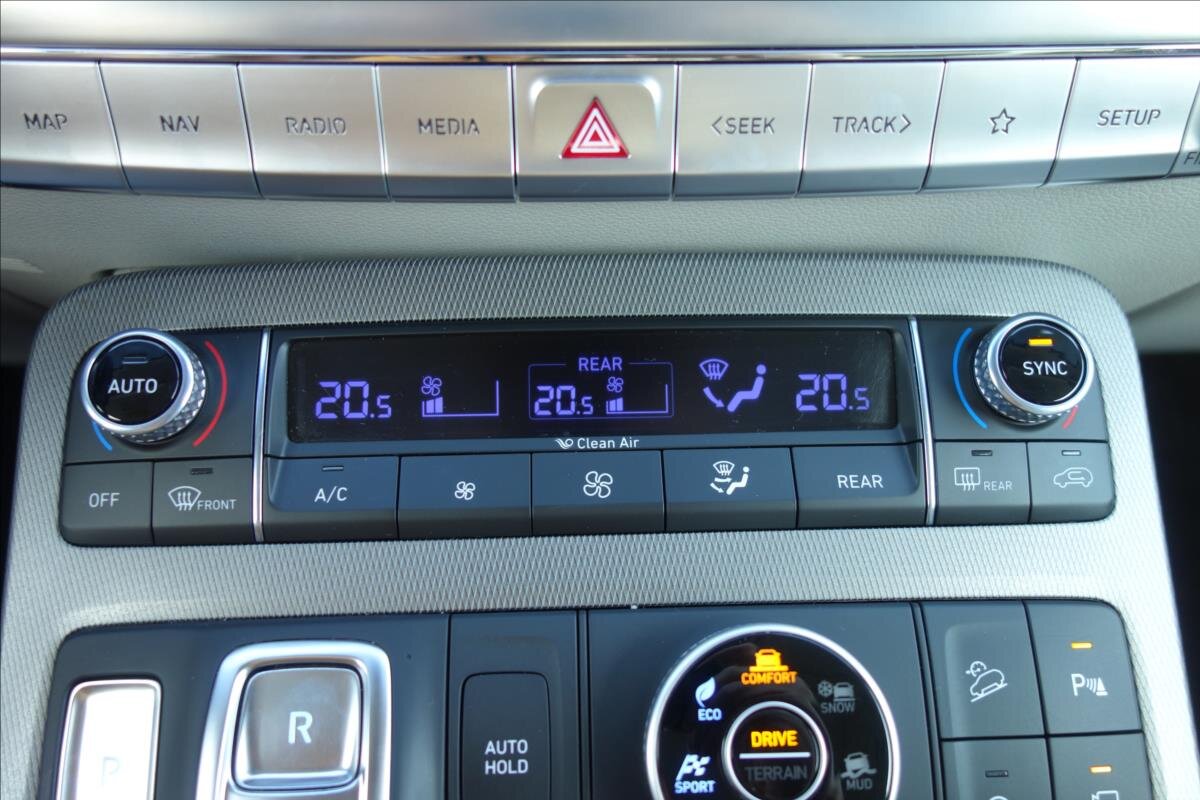 MAP NAV RADIO MEDIA <SEEK TRACK> SETUP
AUTO
20.5
REAR
20.5
20.5
SYNC
Clean Air
OFF
FRONT
A/C
REAR
REAR
P
R
AUTO
HOLD
COMFORT
ECO
SNOW
DRIVE
TERRAIN
SPORT
MUD
P